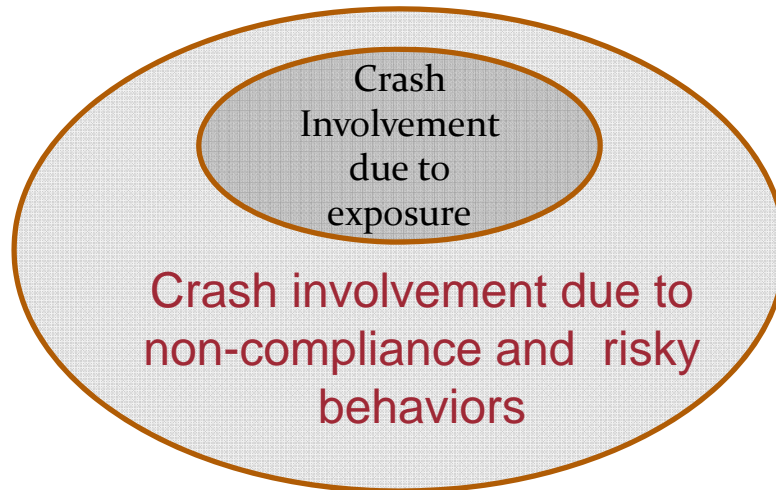 Crash
Involvement
due to
exposure
Crash involvement due to
non-compliance and  risky
behaviors